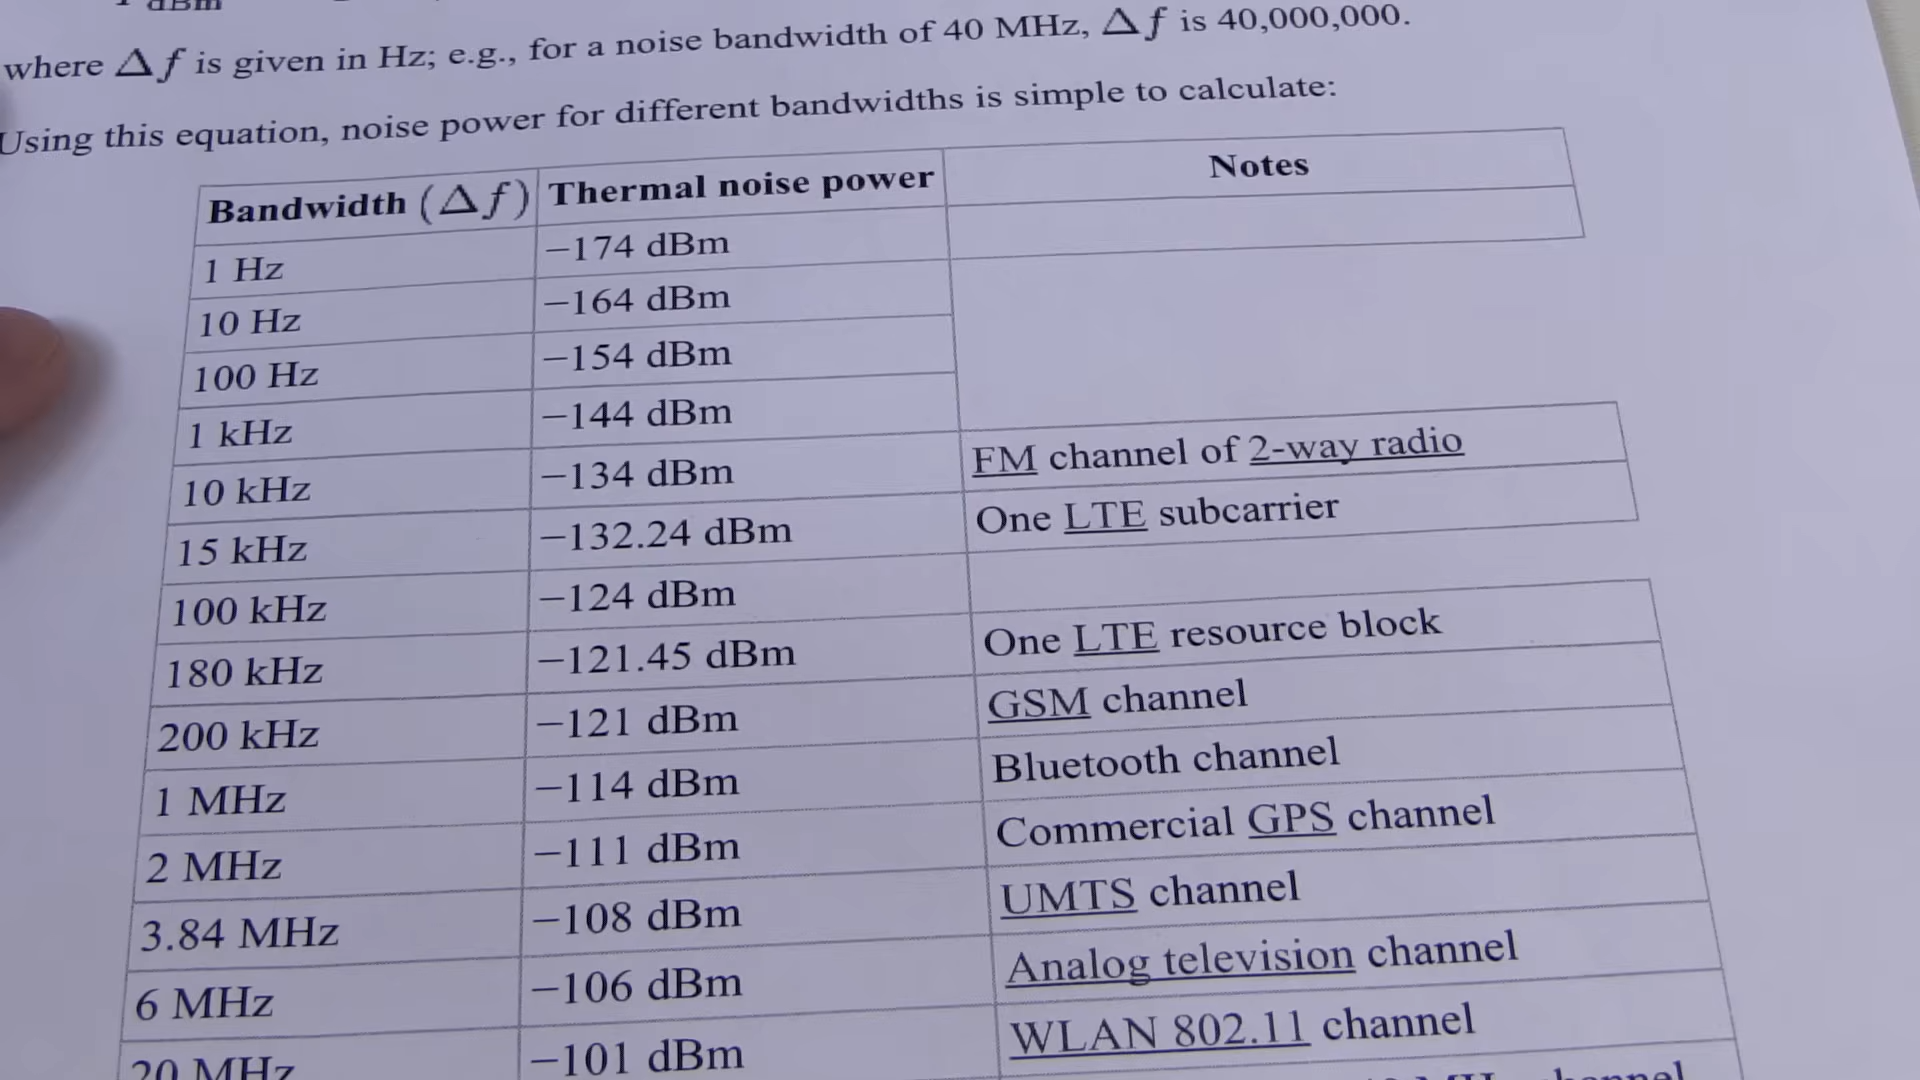 dBm
where Δf is given in Hz; e.g., for a noise bandwidth of 40 MHz, Δf is 40,000,000.
Using this equation, noise power for different bandwidths is simple to calculate:
Bandwidth (Δf) Thermal noise power Notes
1 Hz −174 dBm
10 Hz −164 dBm
100 Hz −154 dBm
1 kHz −144 dBm
10 kHz −134 dBm FM channel of 2-way radio
15 kHz −132.24 dBm One LTE subcarrier
100 kHz −124 dBm
180 kHz −121.45 dBm One LTE resource block
200 kHz −121 dBm GSM channel
1 MHz −114 dBm Bluetooth channel
2 MHz −111 dBm Commercial GPS channel
3.84 MHz −108 dBm UMTS channel
6 MHz −106 dBm Analog television channel
20 MHz −101 dBm WLAN 802.11 channel
channel